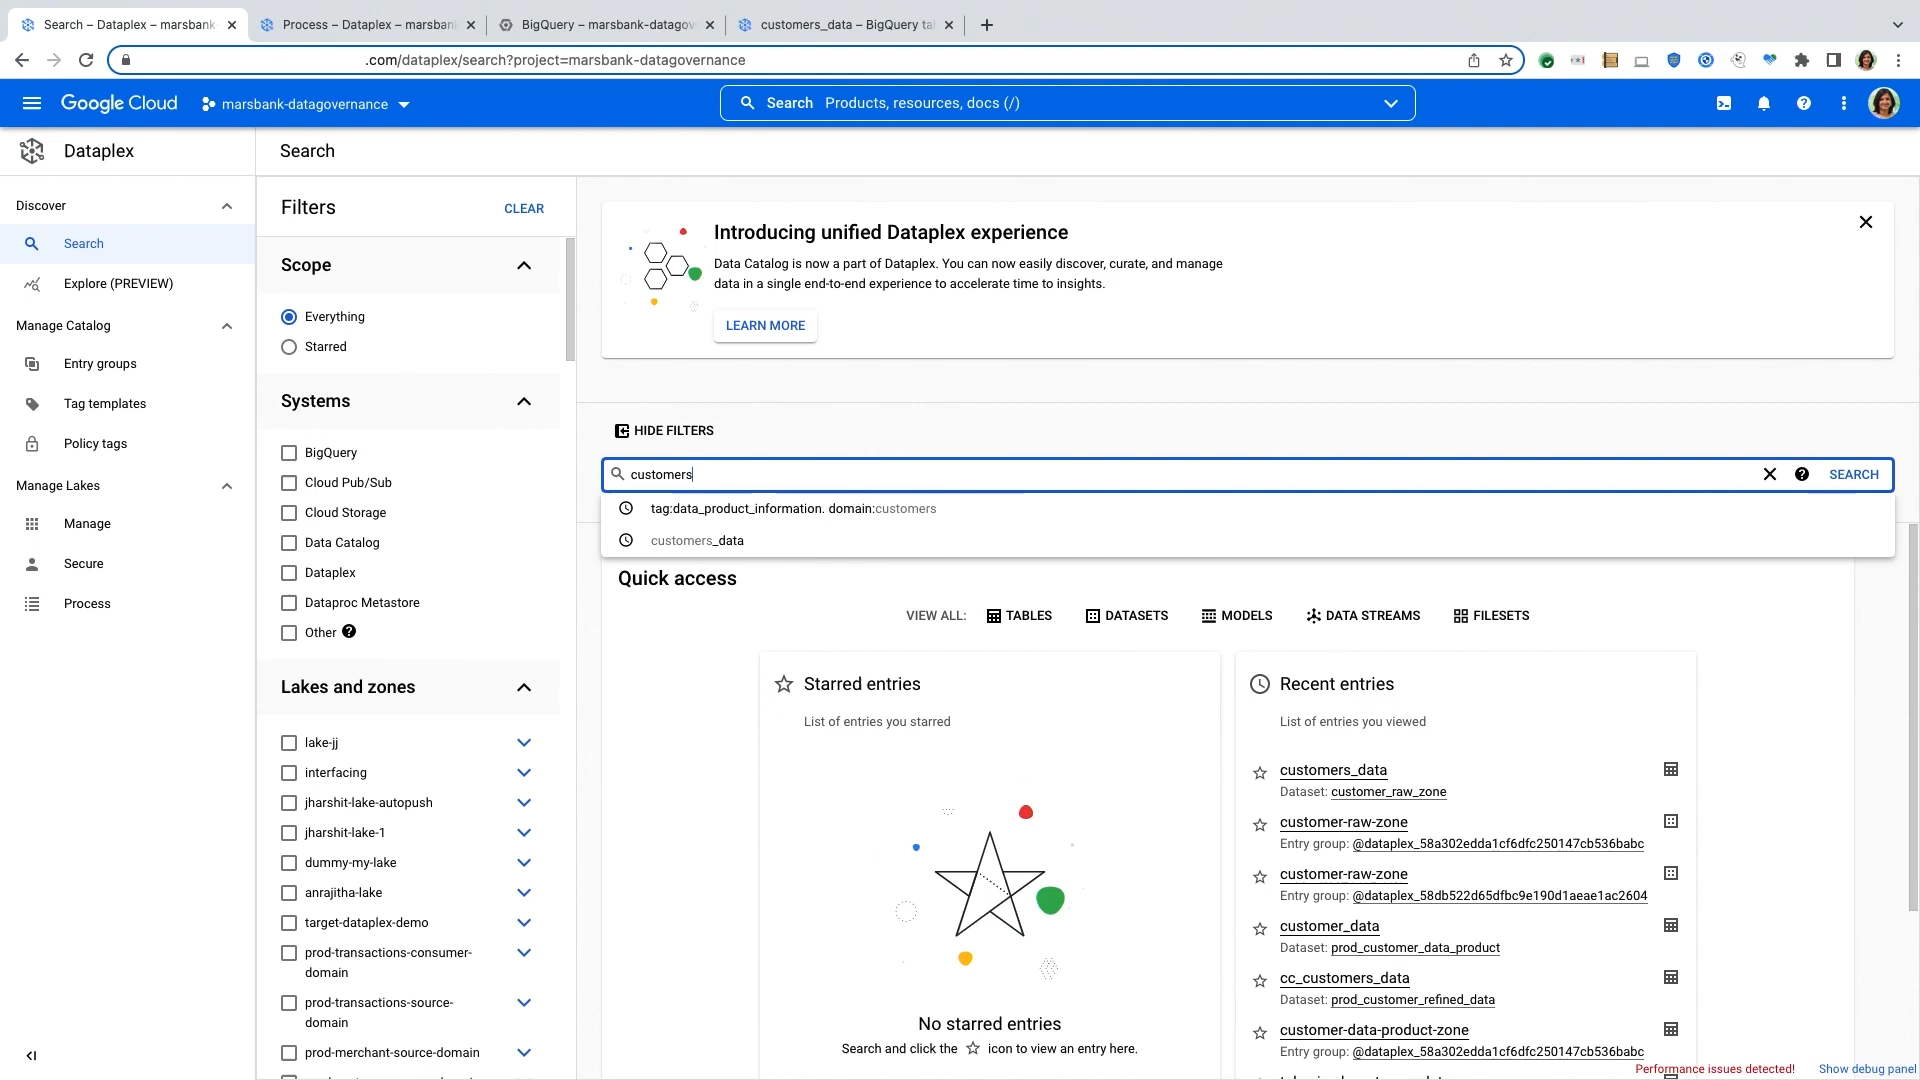 Search – Dataplex – marsbank-
Process – Dataplex – marsbank
BigQuery – marsbank-datagov
customers_data – BigQuery ta
.com/dataplex/search?project=marsbank-datagovernance
Google Cloud
marsbank-datagovernance
Search Products, resources, docs (/)
Dataplex
Search
Discover
Search
Explore (PREVIEW)
Manage Catalog
Entry groups
Tag templates
Policy tags
Manage Lakes
Manage
Secure
Process
Filters
CLEAR
Scope
Everything
Starred
Systems
BigQuery
Cloud Pub/Sub
Cloud Storage
Data Catalog
Dataplex
Dataproc Metastore
Other
Lakes and zones
lake-jj
interfacing
jharshit-lake-autopush
jharshit-lake-1
dummy-my-lake
anrajitha-lake
target-dataplex-demo
prod-transactions-consumer-
domain
prod-transactions-source-
domain
prod-merchant-source-domain
Introducing unified Dataplex experience
Data Catalog is now a part of Dataplex. You can now easily discover, curate, and manage
data in a single end-to-end experience to accelerate time to insights.
LEARN MORE
HIDE FILTERS
customers
SEARCH
tag:data_product_information. domain:customers
customers_data
Quick access
VIEW ALL: TABLES DATASETS MODELS DATA STREAMS FILESETS
Starred entries
List of entries you starred
No starred entries
Search and click the icon to view an entry here.
Recent entries
List of entries you viewed
customers_data
Dataset: customer_raw_zone
customer-raw-zone
Entry group: @dataplex_58a302edda1cf6dfc250147cb536babc
customer-raw-zone
Entry group: @dataplex_58db522d65dfbc9e190d1aeae1ac2604
customer_data
Dataset: prod_customer_data_product
cc_customers_data
Dataset: prod_customer_refined_data
customer-data-product-zone
Entry group: @dataplex_58a302edda1cf6dfc250147cb536babc
Performance issues detected! Show debug panel